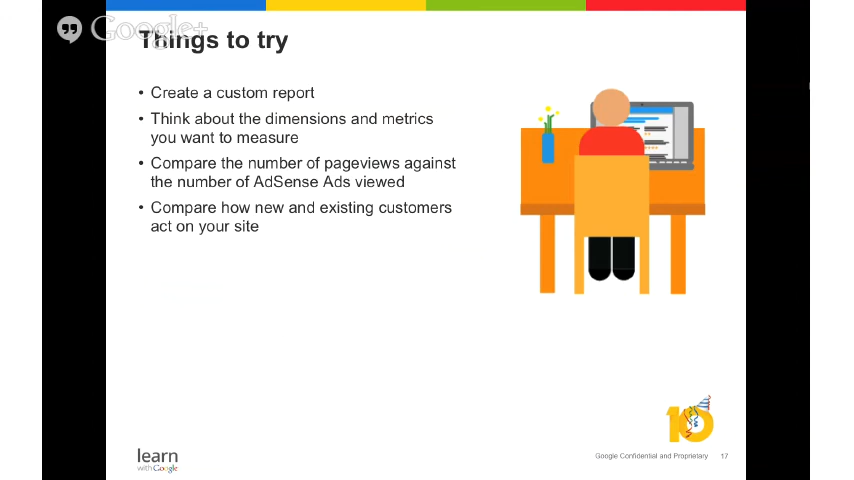 Google+
Things to try
• Create a custom report
• Think about the dimensions and metrics
you want to measure
• Compare the number of pageviews against
the number of AdSense Ads viewed
• Compare how new and existing customers
act on your site
10
learn
with Google
Google Confidential and Proprietary 17